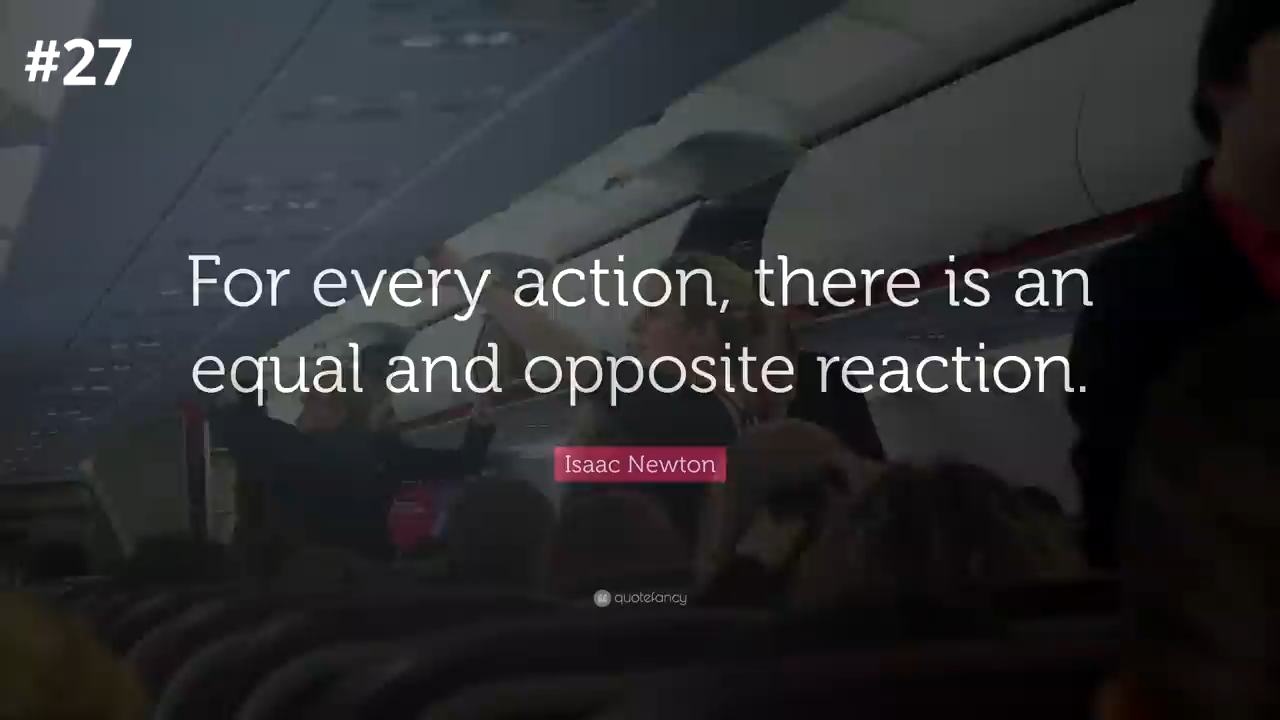 #27
For every action, there is an
equal and opposite reaction.
Isaac Newton
quotefancy